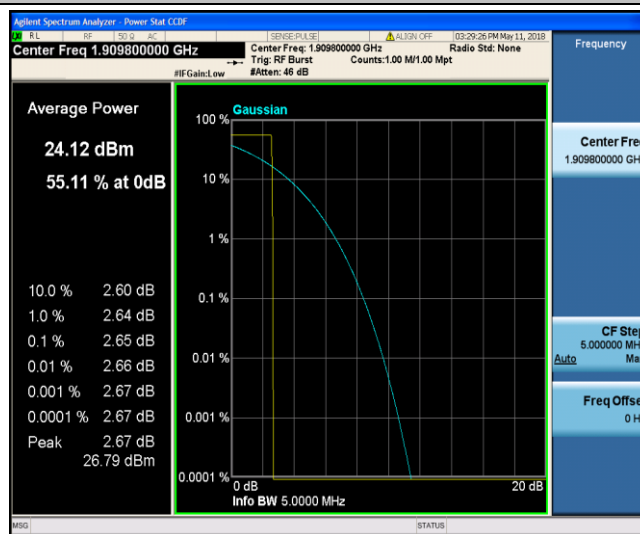 Agilent Spectrum Analyzer - Power Stat CCDF
RL RF 50 Ω AC SENSE:PULSE ALIGN OFF 03:29:26 PM May 11, 2018
Center Freq 1.909800000 GHz
Center Freq: 1.909800000 GHz Radio Std: None
Trig: RF Burst Counts:1.00 M/1.00 Mpt
#IFGain:Low #Atten: 46 dB
Frequency
Average Power
24.12 dBm
55.11 % at 0dB
10.0 % 2.60 dB
1.0 % 2.64 dB
0.1 % 2.65 dB
0.01 % 2.66 dB
0.001 % 2.67 dB
0.0001 % 2.67 dB
Peak 2.67 dB
26.79 dBm
Gaussian
100 %
10 %
1 %
0.1 %
0.01 %
0.001 %
0.0001 %
0 dB 20 dB
Info BW 5.0000 MHz
Center Fre
1.909800000 GH
CF Ste
5.000000 MH
Auto Ma
Freq Offse
0 H
MSG STATUS